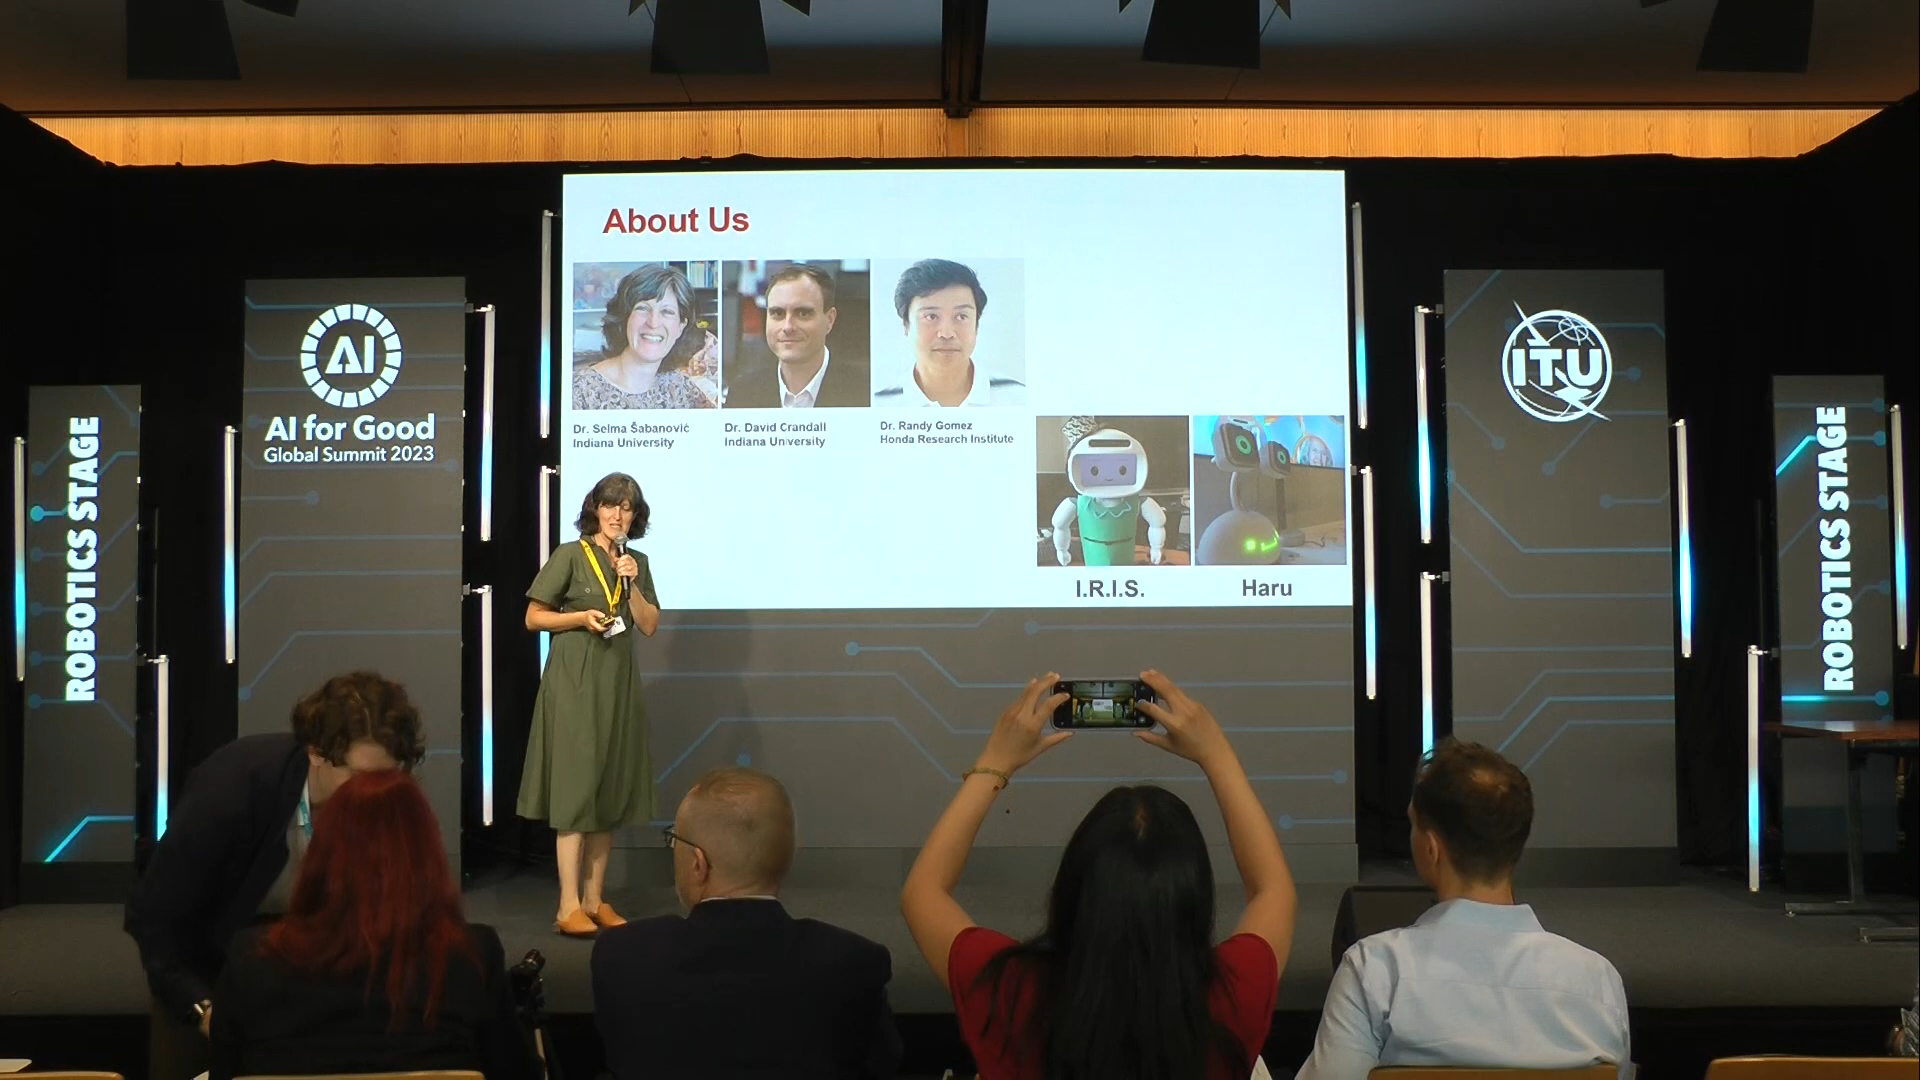 About Us
Dr. Selma Šabanović
Indiana University
Dr. David Crandall
Indiana University
Dr. Randy Gomez
Honda Research Institute
I.R.I.S.
Haru
ROBOTICS STAGE
AI
AI for Good
Global Summit 2023
ITU
ROBOTICS STAGE